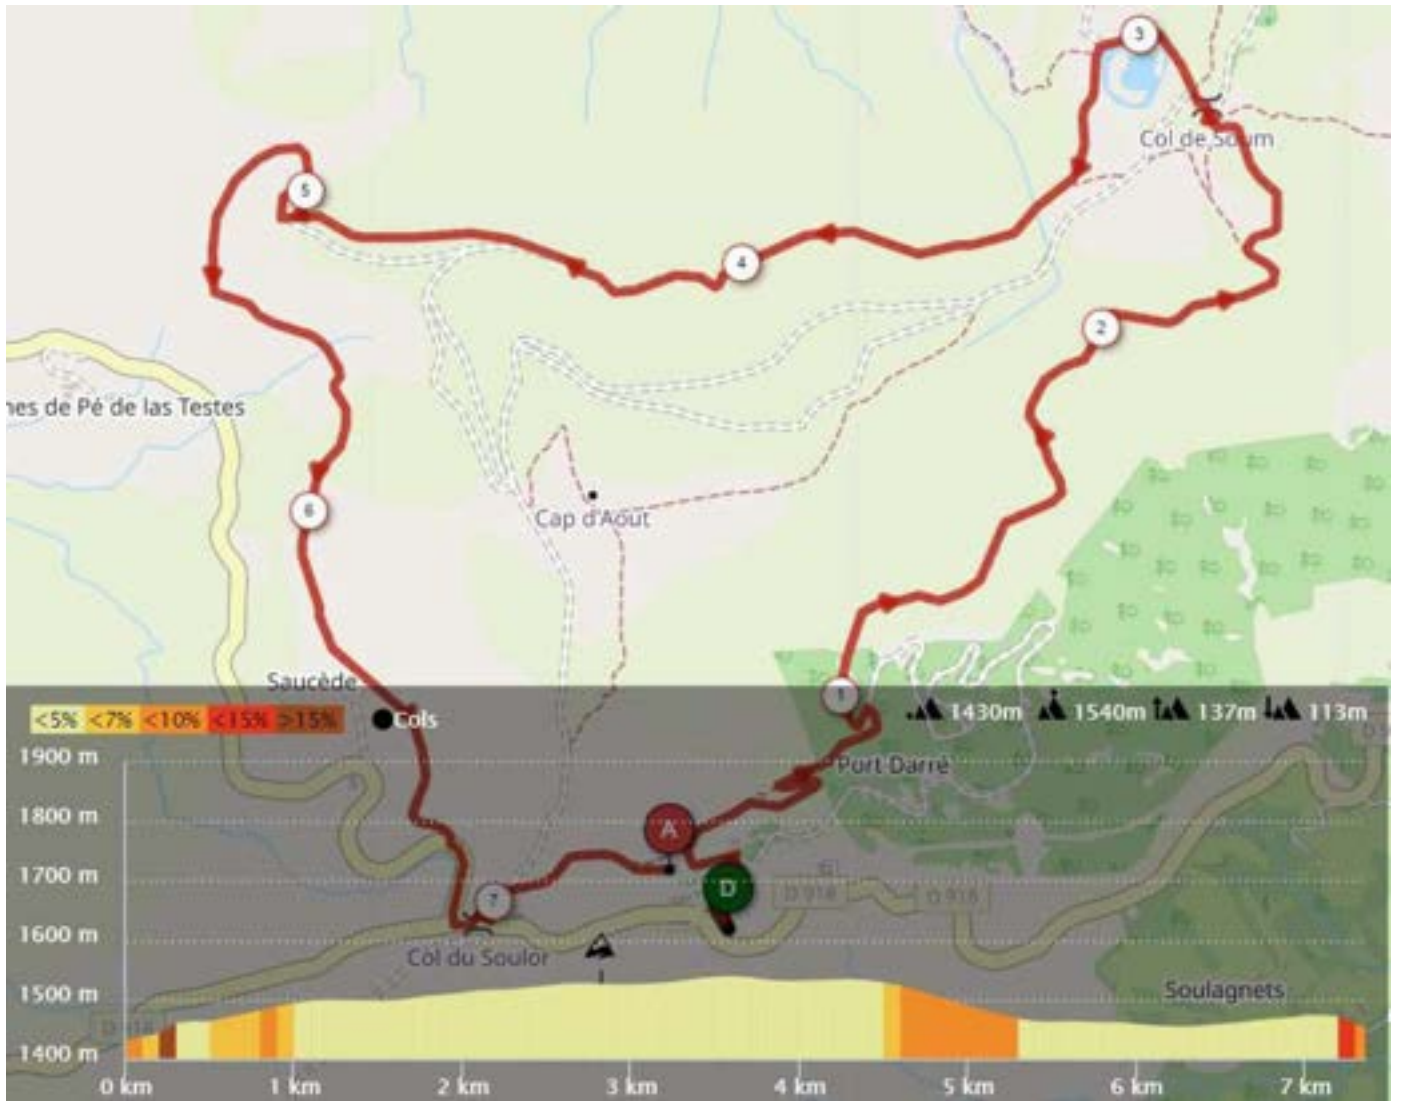 3
Col de Soum
5
4
2
nes de Pé de las Testes
Cap d'Aout
6
Saucède
1
<5% <7% <10% <15% >15%
Cols
1430m 1540m 137m 113m
1900 m
Port Darré
1800 m
A
1700 m
D
D 918
D 918
7
1600 m
Col du Soulor
1500 m
Soulagnets
D 918
1400 m
0 km 1 km 2 km 3 km 4 km 5 km 6 km 7 km